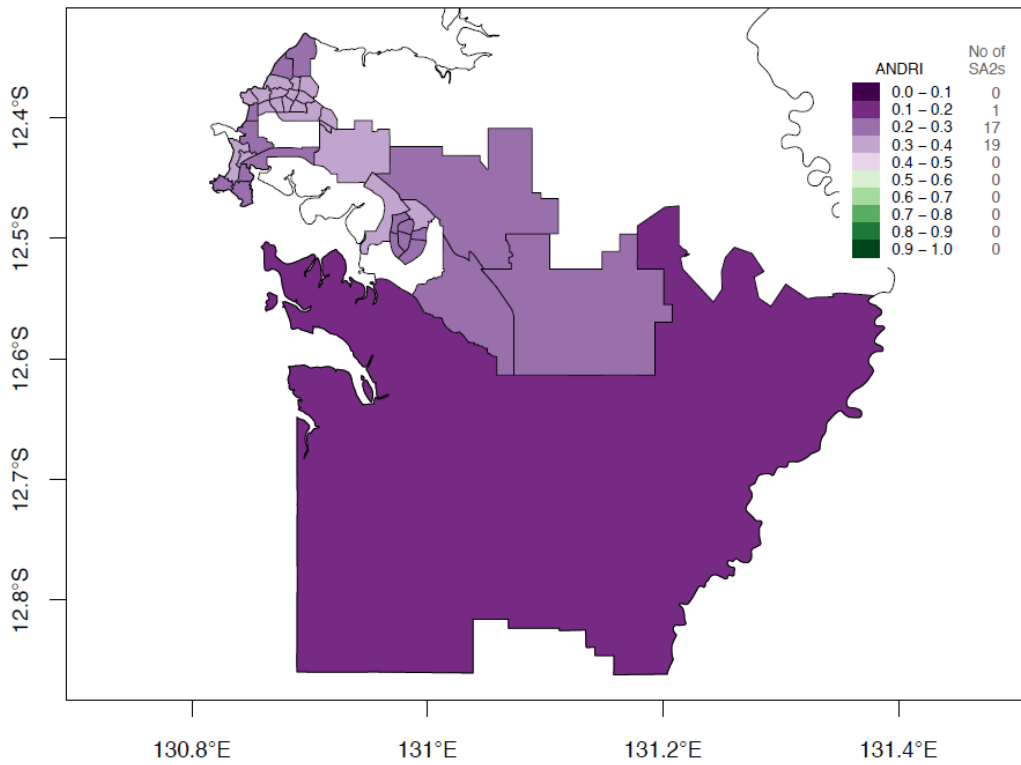 No of
ANDRI SA2s
0.0 – 0.1 0
0.1 – 0.2 1
0.2 – 0.3 17
0.3 – 0.4 19
0.4 – 0.5 0
0.5 – 0.6 0
0.6 – 0.7 0
0.7 – 0.8 0
0.8 – 0.9 0
0.9 – 1.0 0
12.4°S
12.5°S
12.6°S
12.7°S
12.8°S
130.8°E 131°E 131.2°E 131.4°E